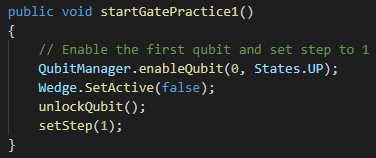 public void startGatePractice1()
{
// Enable the first qubit and set step to 1
QubitManager.enableQubit(0, States.UP);
Wedge.SetActive(false);
unlockQubit();
setStep(1);
}